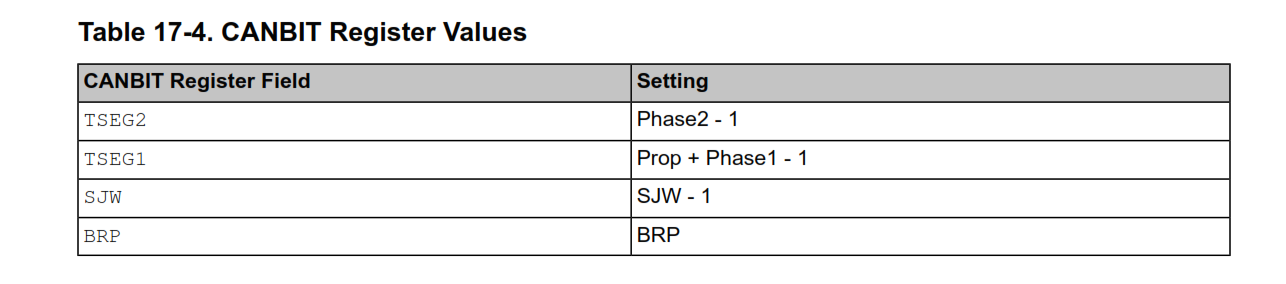 Table 17-4. CANBIT Register Values
CANBIT Register Field Setting
TSEG2 Phase2 - 1
TSEG1 Prop + Phase1 - 1
SJW SJW - 1
BRP BRP